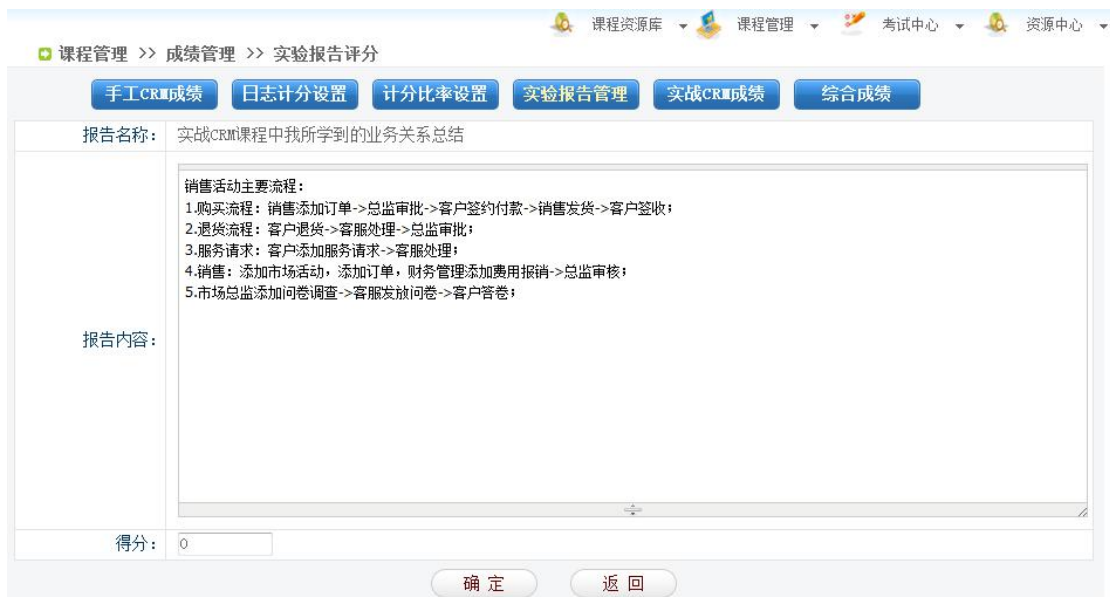 课程资源库 课程管理 考试中心 资源中心
课程管理 >> 成绩管理 >> 实验报告评分
手工CRM成绩 日志计分设置 计分比率设置 实验报告管理 实战CRM成绩 综合成绩
报告名称: 实战CRM课程中我所学到的业务关系总结
报告内容:
销售活动主要流程:
1.购买流程: 销售添加订单->总监审批->客户签约付款->销售发货->客户签收;
2.退货流程: 客户退货->客服处理->总监审批;
3.服务请求: 客户添加服务请求->客服处理;
4.销售: 添加市场活动, 添加订单, 财务管理添加费用报销->总监审核;
5.市场总监添加问卷调查->客服发放问卷->客户答卷;
得分: 0
确 定 返 回